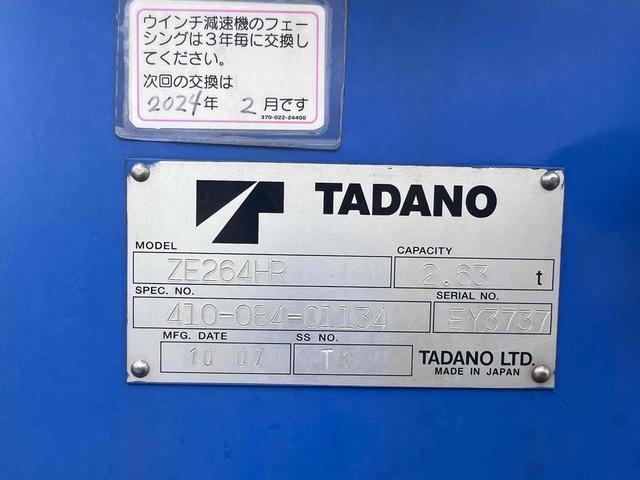 ウインチ減速機のフェー
シングは３年毎に交換し
てください。
次回の交換は
2024年 2月です
370-022-24400
TADANO
MODEL CAPACITY
ZE264HR 2.63 t
SPEC. NO. SERIAL NO.
410-084-01134 EY3737
MFG. DATE SS NO.
10 07 T1 TADANO LTD.
MADE IN JAPAN